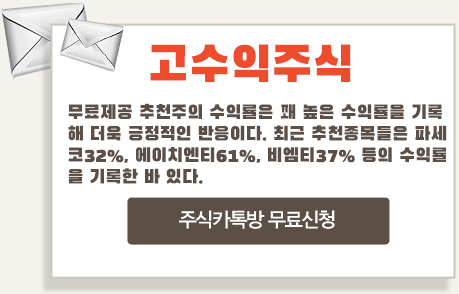 고수익주식
무료제공 추천주의 수익률은 꽤 높은 수익률을 기록
해 더욱 긍정적인 반응이다. 최근 추천종목들은 파세
코32%, 에이치엔티61%, 비엠티37% 등의 수익률
을 기록한 바 있다.
주식카톡방 무료신청